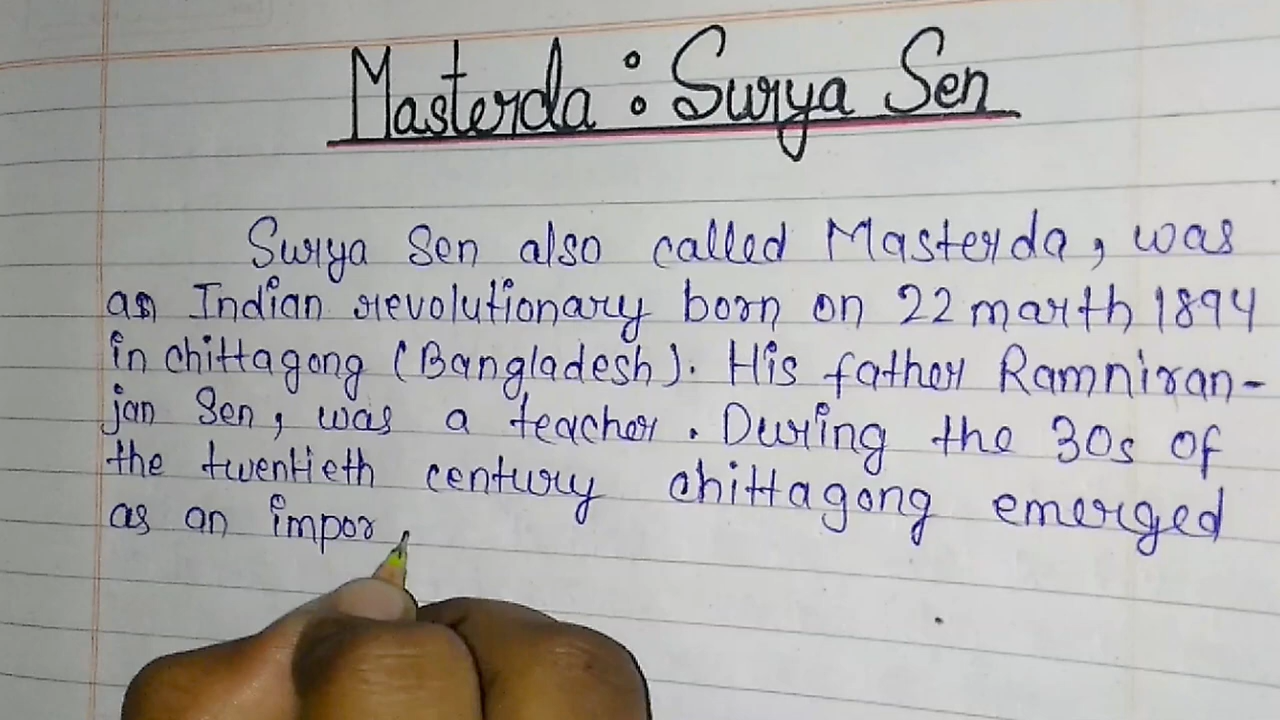 Masterda : Surya Sen
Surya Sen also called Masterda, was
an Indian revolutionary born on 22 marth 1894
in chittagong (Bangladesh). His father Ramniran-
jan Sen, was a teacher. During the 30s of
the twentieth century chittagong emerged
as an impor